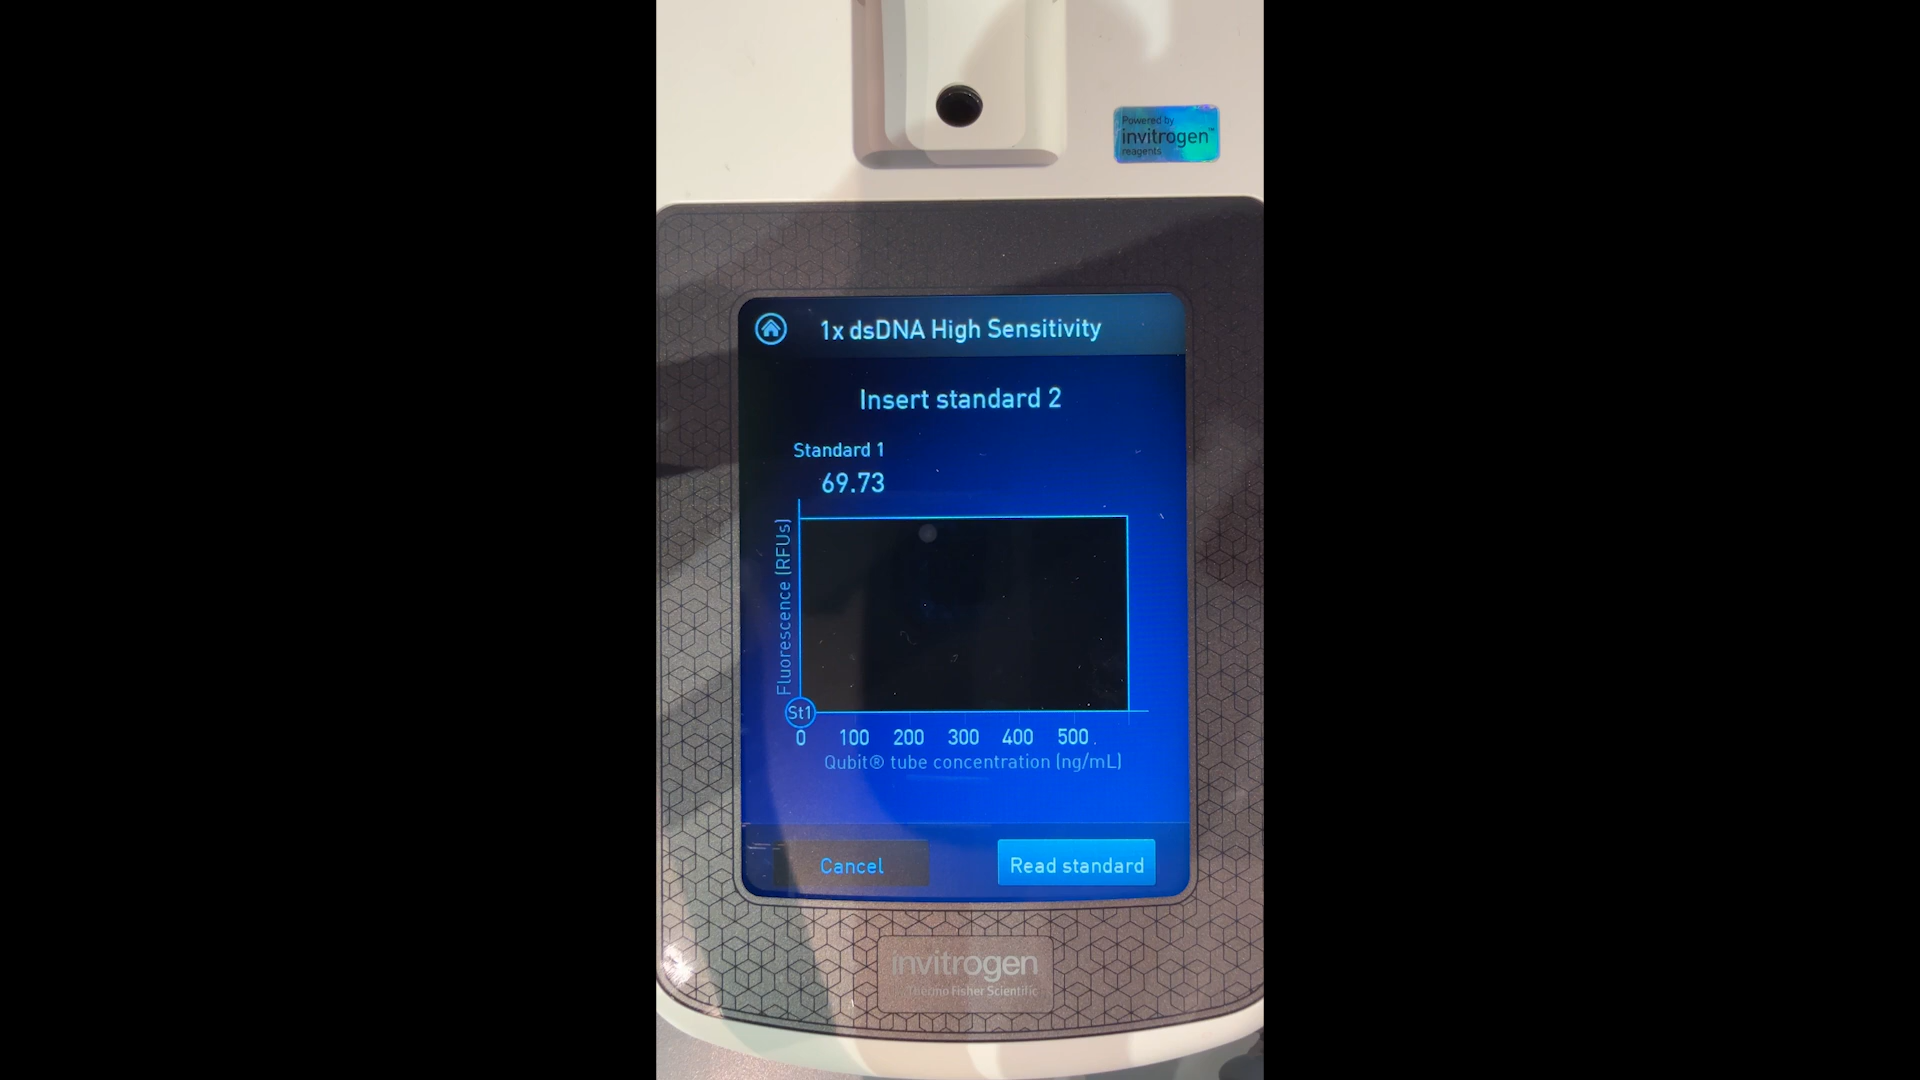 Powered by
invitrogen™
reagents
1x dsDNA High Sensitivity
Insert standard 2
Standard 1
69.73
Fluorescence (RFUs)
St1
0 100 200 300 400 500
Qubit® tube concentration (ng/mL)
Cancel
Read standard
invitrogen
Thermo Fisher Scientific